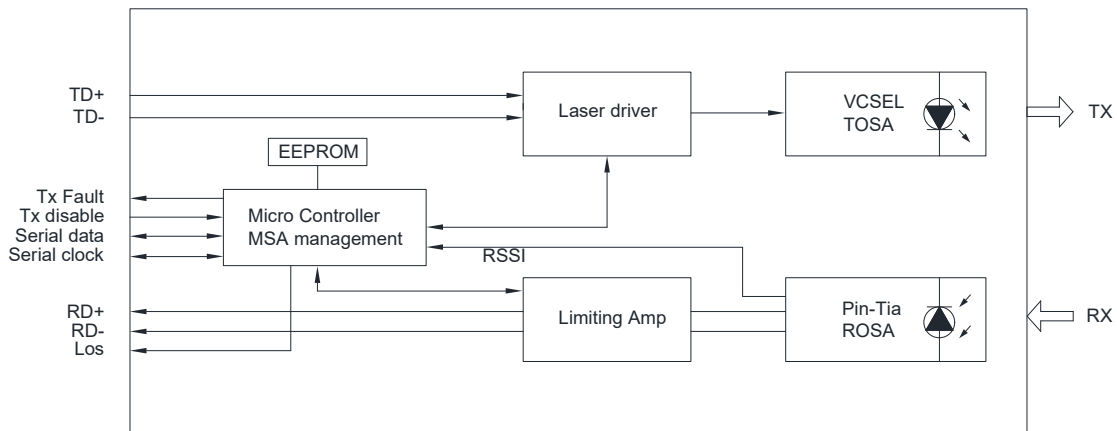 TD+
TD-
Laser driver
VCSEL
TOSA
TX
EEPROM
Tx Fault
Tx disable
Serial data
Serial clock
Micro Controller
MSA management
RSSI
RD+
RD-
Los
Limiting Amp
Pin-Tia
ROSA
RX